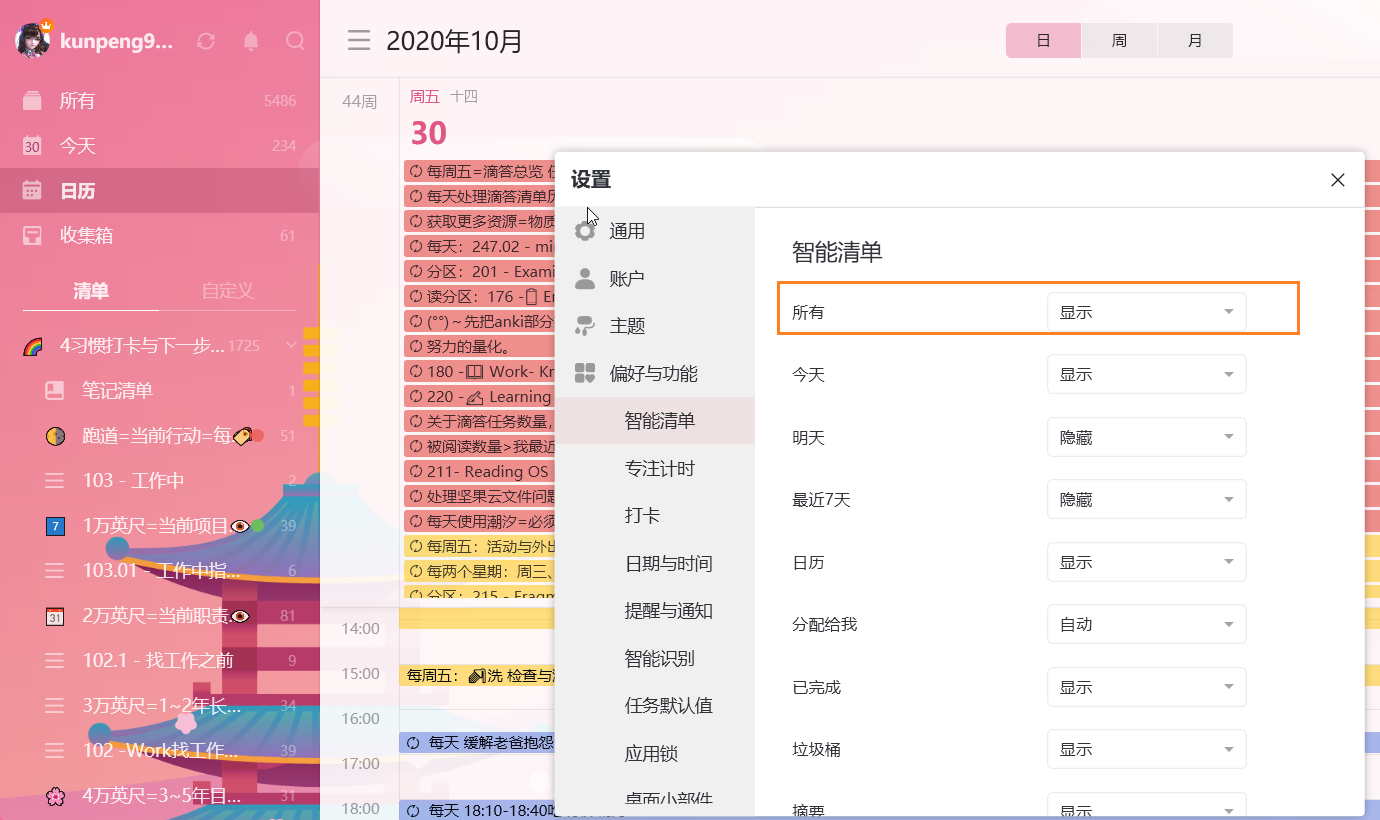 kunpeng9...
所有 5486
30 今天 234
日历
收集箱 61
清单 自定义
4习惯打卡与下一步... 1725
笔记清单 1
跑道=当前行动=每 51
103 - 工作中 2
7 1万英尺=当前项目 39
103.01 - 工作中指... 6
31 2万英尺=当前职责 81
102.1 - 找工作之前 9
3万英尺=1~2年长... 34
102 -Work找工作... 39
4万英尺=3~5年目... 31
2020年10月
日 周 月
44周
周五 十四
30
每周五=滴答总览
每天处理滴答清单
获取更多资源=物质
每天：247.02 - mi
分区：201 - Exami
读分区：176 -
(°°)～先把anki部分
努力的量化。
180 - Work- Kn
220 - Learning
关于滴答任务数量，
被阅读数量>我最近
211- Reading OS
处理坚果云文件问题
每天使用潮汐=必须
每周五：活动与外出
每两个星期：周三、
分区：215 - Fragm
14:00
15:00
每周五：洗 检查与
16:00
每天 缓解老爸抱怨
17:00
18:00
每天 18:10-18:40
设置
通用
账户
主题
偏好与功能
智能清单
专注计时
打卡
日期与时间
提醒与通知
智能识别
任务默认值
应用锁
桌面小部件
智能清单
所有 显示
今天 显示
明天 隐藏
最近7天 隐藏
日历 显示
分配给我 自动
已完成 显示
垃圾桶 显示
摘要 显示